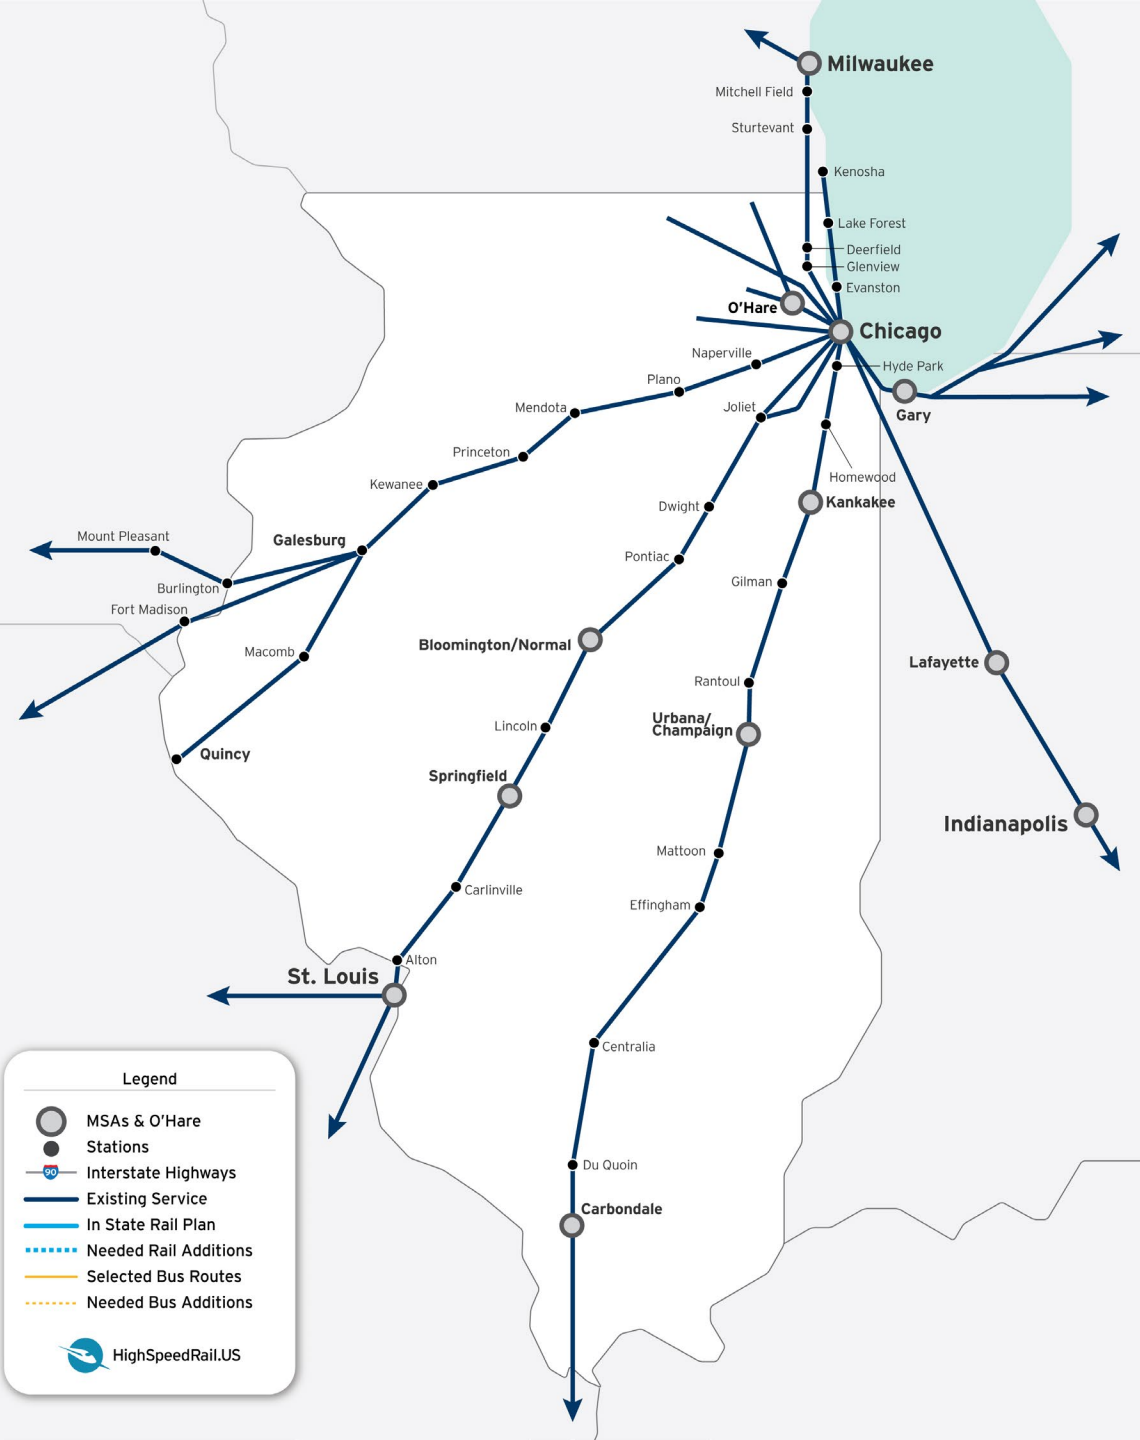 Milwaukee
Mitchell Field
Sturtevant
Kenosha
Lake Forest
Deerfield
Glenview
Evanston
O'Hare
Chicago
Naperville
Hyde Park
Plano
Gary
Joliet
Mendota
Princeton
Homewood
Kewanee
Dwight
Kankakee
Mount Pleasant
Galesburg
Pontiac
Gilman
Burlington
Fort Madison
Bloomington/Normal
Macomb
Lafayette
Rantoul
Urbana/
Champaign
Lincoln
Quincy
Springfield
Indianapolis
Mattoon
Carlinville
Effingham
Alton
St. Louis
Centralia
Du Quoin
Carbondale
Legend
MSAs & O'Hare
Stations
90
Interstate Highways
Existing Service
In State Rail Plan
Needed Rail Additions
Selected Bus Routes
Needed Bus Additions
HighSpeedRail.US